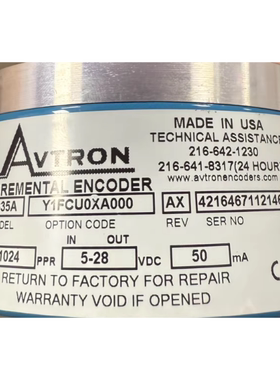 AVTRON
MADE IN USA
TECHNICAL ASSISTANCE
216-642-1230
216-641-8317(24 HOUR)
www.avtronencoders.com
REMENTAL ENCODER
35A Y1FCU0XA000 AX
DEL OPTION CODE REV SER NO
IN OUT
1024 PPR 5-28 VDC 50 mA
RETURN TO FACTORY FOR REPAIR
WARRANTY VOID IF OPENED